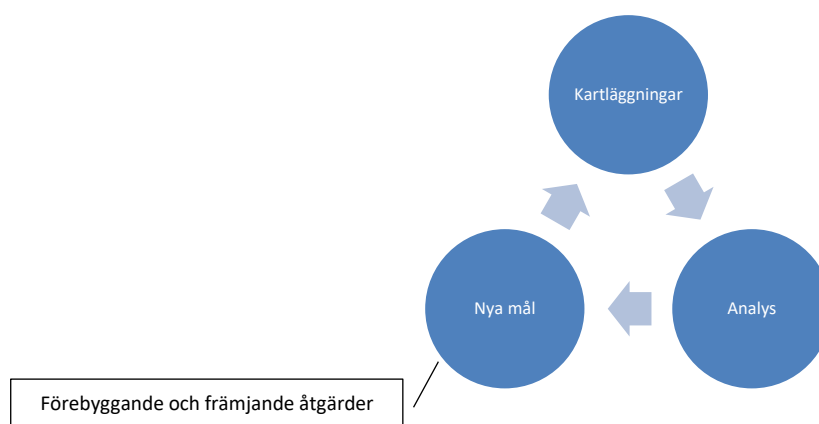 Kartläggningar
Nya mål
Analys
Förebyggande och främjande åtgärder